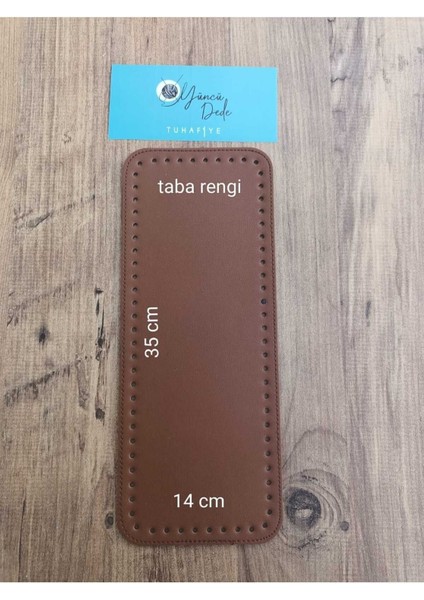 Yüncü
Dede
TUHAFİYE
taba rengi
35 cm
14 cm